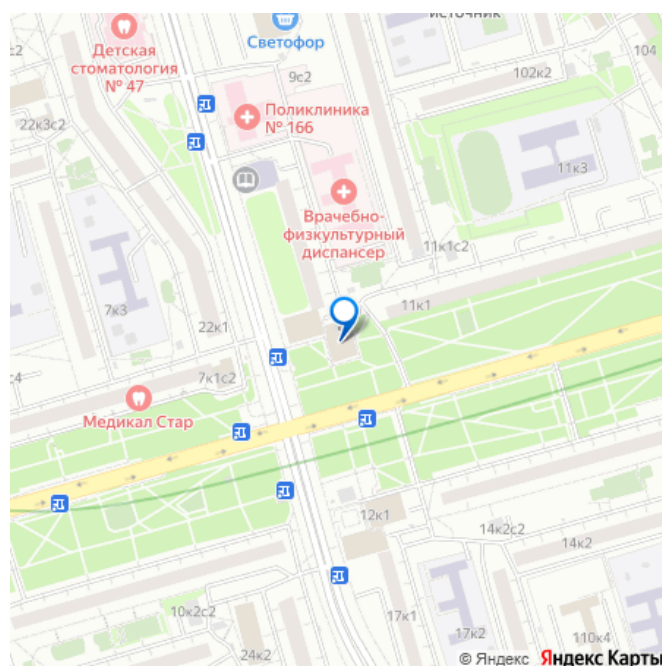 источник
Светофор
с2
Детская
стоматология
№ 47
9с2
102к2
104
22к3с2
Поликлиника
№ 166
11к3
Врачебно-
физкультурный
диспансер
11к1с2
7к3
11к1
22к1
с4
7к1с2
Медикал Стар
12к1
14к2с2
14к2
10к2с2
17к1
24к2
17к2
110к4
© Яндекс Яндекс Карты